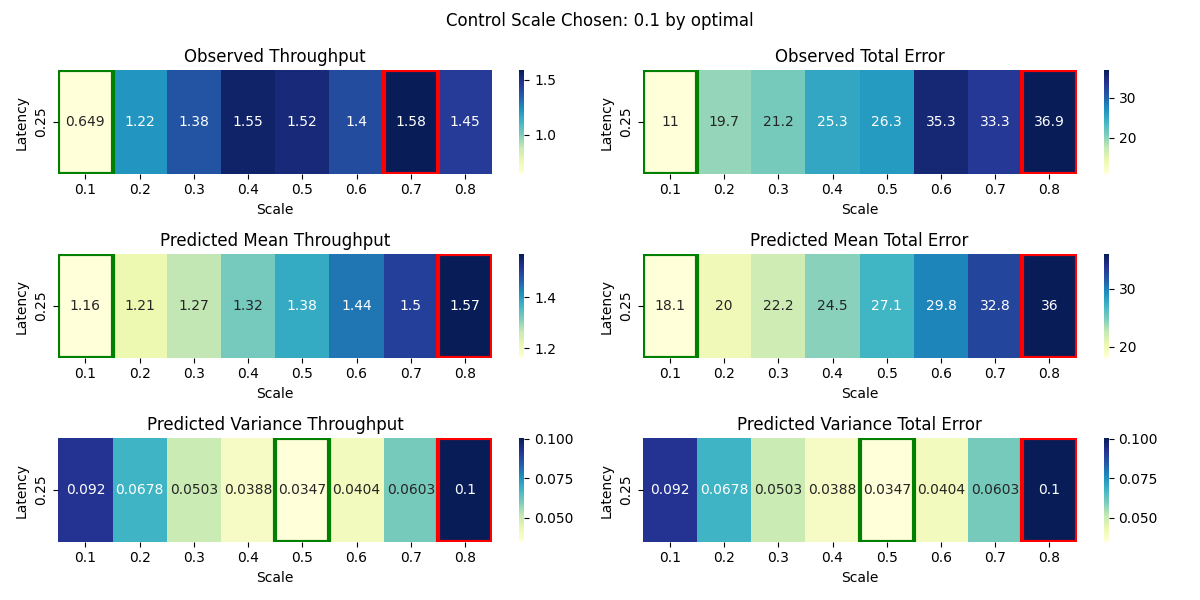 Control Scale Chosen: 0.1 by optimal
Observed Throughput
Latency
0.25
0.649 1.22 1.38 1.55 1.52 1.4 1.58 1.45
0.1 0.2 0.3 0.4 0.5 0.6 0.7 0.8
Scale
1.5
1.0
Observed Total Error
Latency
0.25
11 19.7 21.2 25.3 26.3 35.3 33.3 36.9
0.1 0.2 0.3 0.4 0.5 0.6 0.7 0.8
Scale
30
20
Predicted Mean Throughput
Latency
0.25
1.16 1.21 1.27 1.32 1.38 1.44 1.5 1.57
0.1 0.2 0.3 0.4 0.5 0.6 0.7 0.8
Scale
1.4
1.2
Predicted Mean Total Error
Latency
0.25
18.1 20 22.2 24.5 27.1 29.8 32.8 36
0.1 0.2 0.3 0.4 0.5 0.6 0.7 0.8
Scale
30
20
Predicted Variance Throughput
Latency
0.25
0.092 0.0678 0.0503 0.0388 0.0347 0.0404 0.0603 0.1
0.1 0.2 0.3 0.4 0.5 0.6 0.7 0.8
Scale
0.100
0.075
0.050
Predicted Variance Total Error
Latency
0.25
0.092 0.0678 0.0503 0.0388 0.0347 0.0404 0.0603 0.1
0.1 0.2 0.3 0.4 0.5 0.6 0.7 0.8
Scale
0.100
0.075
0.050